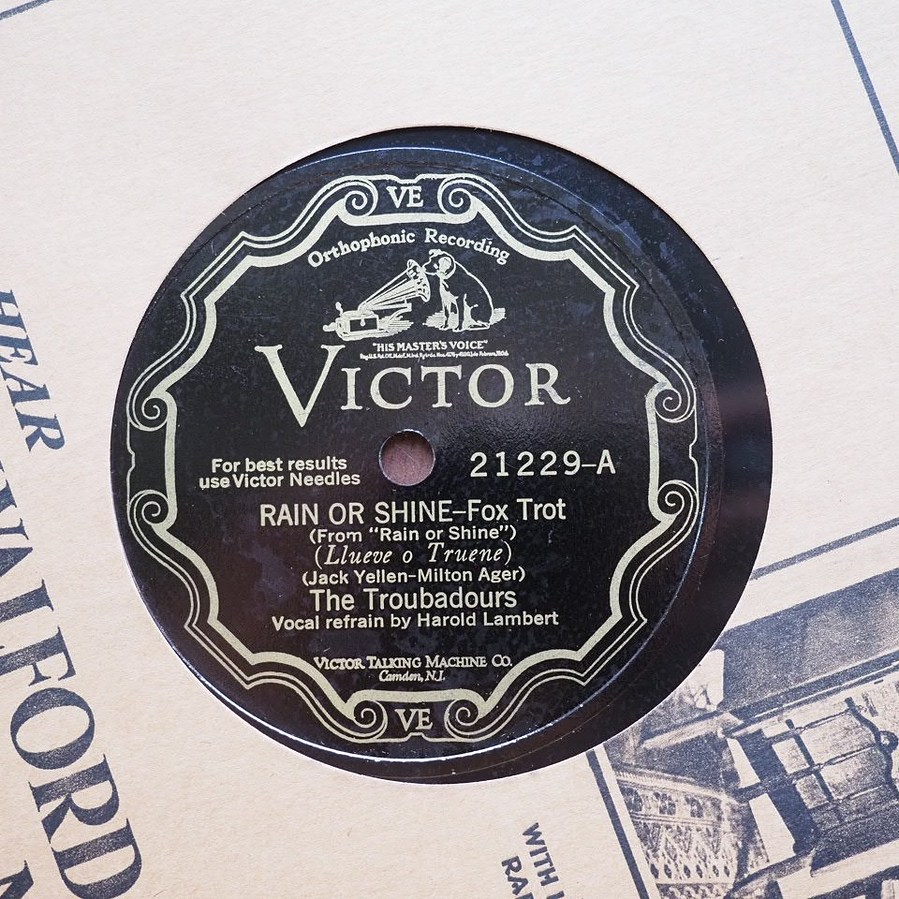 VE
Orthophonic Recording
"HIS MASTER'S VOICE"
VICTOR
For best results
use Victor Needles
21229-A
RAIN OR SHINE-Fox Trot
(From "Rain or Shine")
(Llueve o Truene)
(Jack Yellen-Milton Ager)
The Troubadours
Vocal refrain by Harold Lambert
VICTOR TALKING MACHINE CO.
Camden, N.J.
VE
HEAR
WITH